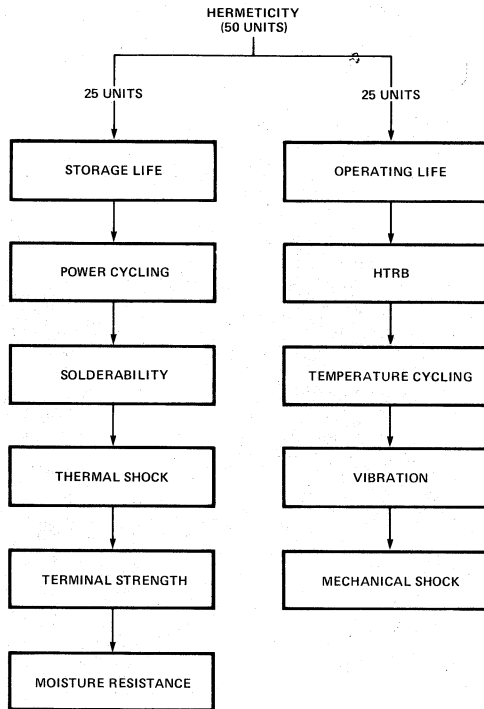 HERMETICITY
(50 UNITS)
25 UNITS
25 UNITS
STORAGE LIFE
OPERATING LIFE
POWER CYCLING
HTRB
SOLDERABILITY
TEMPERATURE CYCLING
THERMAL SHOCK
VIBRATION
TERMINAL STRENGTH
MECHANICAL SHOCK
MOISTURE RESISTANCE